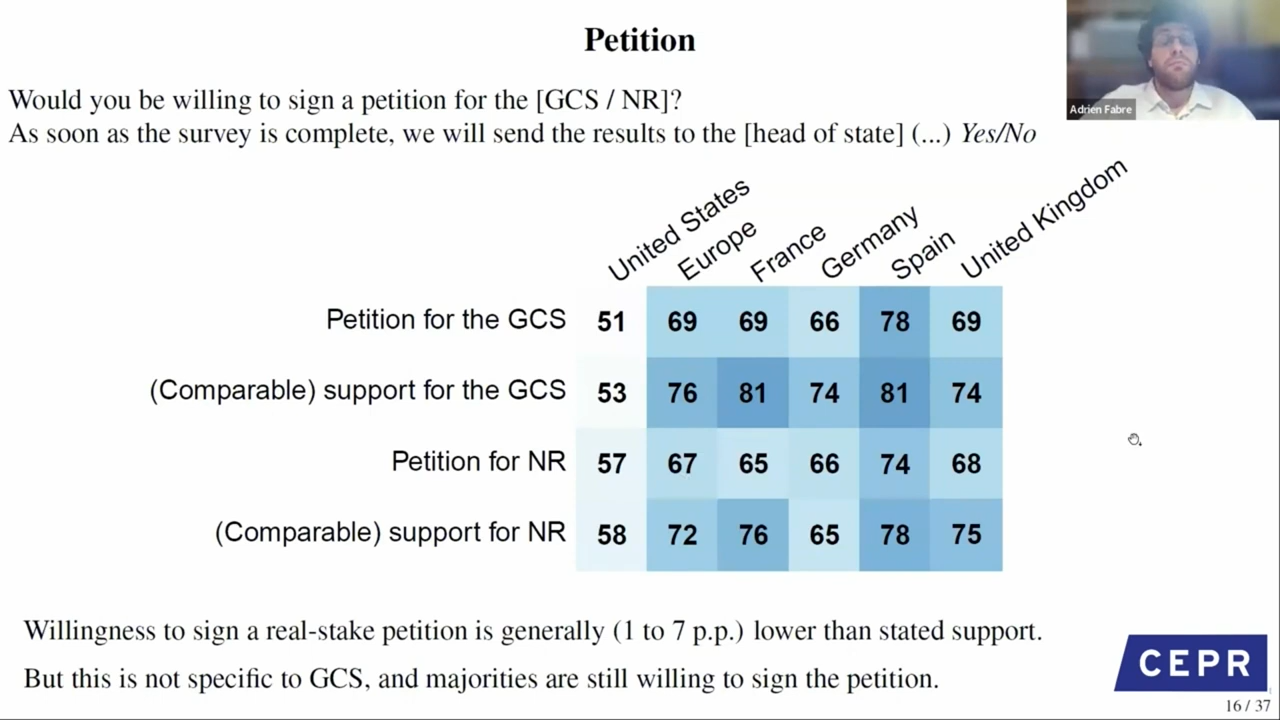 Petition
Adrien Fabre
Would you be willing to sign a petition for the [GCS / NR]?
As soon as the survey is complete, we will send the results to the [head of state] (...) Yes/No
United States
Europe
France
Germany
Spain
United Kingdom
Petition for the GCS 51 69 69 66 78 69
(Comparable) support for the GCS 53 76 81 74 81 74
Petition for NR 57 67 65 66 74 68
(Comparable) support for NR 58 72 76 65 78 75
Willingness to sign a real-stake petition is generally (1 to 7 p.p.) lower than stated support.
But this is not specific to GCS, and majorities are still willing to sign the petition.
CEPR
16 / 37